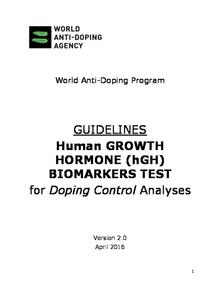 WORLD
ANTI-DOPING
AGENCY
World Anti-Doping Program
GUIDELINES
Human GROWTH
HORMONE (hGH)
BIOMARKERS TEST
for Doping Control Analyses
Version 2.0
April 2016
1